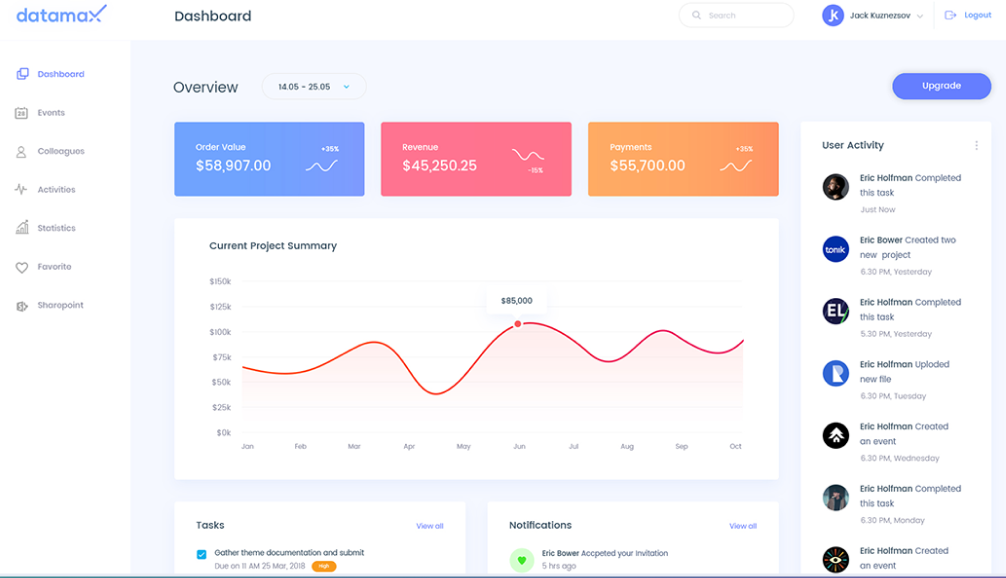 datamax
Dashboard
Search
jk
Jack Kuznezsov
Logout
Dashboard
Events
Colleagues
Activities
Statistics
Favorite
Sharepoint
Overview
14.05 - 25.05
Upgrade
Order Value
+35%
$58,907.00
Revenue
$45,250.25
-15%
Payments
+35%
$55,700.00
Current Project Summary
$150k
$125k
$100k
$75k
$50k
$25k
$0k
$85,000
Jan Feb Mar Apr May Jun Jul Aug Sep Oct
User Activity
Eric Holfman Completed
this task
Just Now
tonik
Eric Bower Created two
new project
6.30 PM, Yesterday
EL
Eric Holfman Completed
this task
5.30 PM, Yesterday
Eric Holfman Uploded
new file
6.30 PM, Tuesday
Eric Holfman Created
an event
6.30 PM, Wednesday
Eric Holfman Completed
this task
6.30 PM, Monday
Eric Holfman Created
an event
Tasks
View all
Gather theme documentation and submit
Due on 11 AM 25 Mar, 2018
High
Notifications
View all
Eric Bower Accpeted your invitation
5 hrs ago